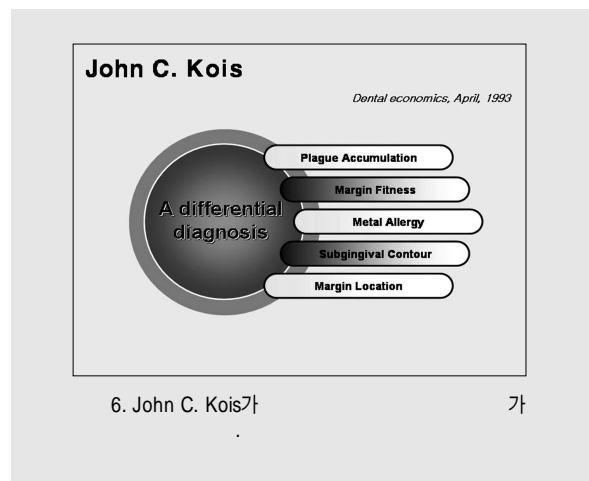 John C. Kois
Dental economics, April, 1993
A differential
diagnosis
Plague Accumulation
Margin Fitness
Metal Allergy
Subgingival Contour
Margin Location
6. John C. Kois가 가
.